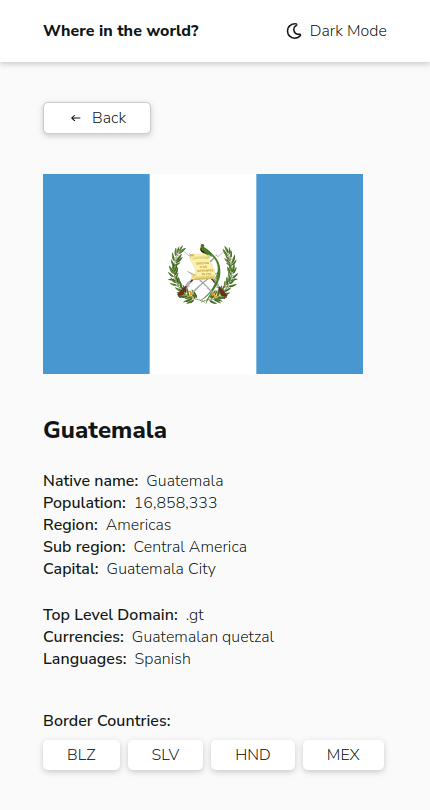 Where in the world?
Dark Mode
← Back
Guatemala
Native name: Guatemala
Population: 16,858,333
Region: Americas
Sub region: Central America
Capital: Guatemala City
Top Level Domain: .gt
Currencies: Guatemalan quetzal
Languages: Spanish
Border Countries:
BLZ SLV HND MEX